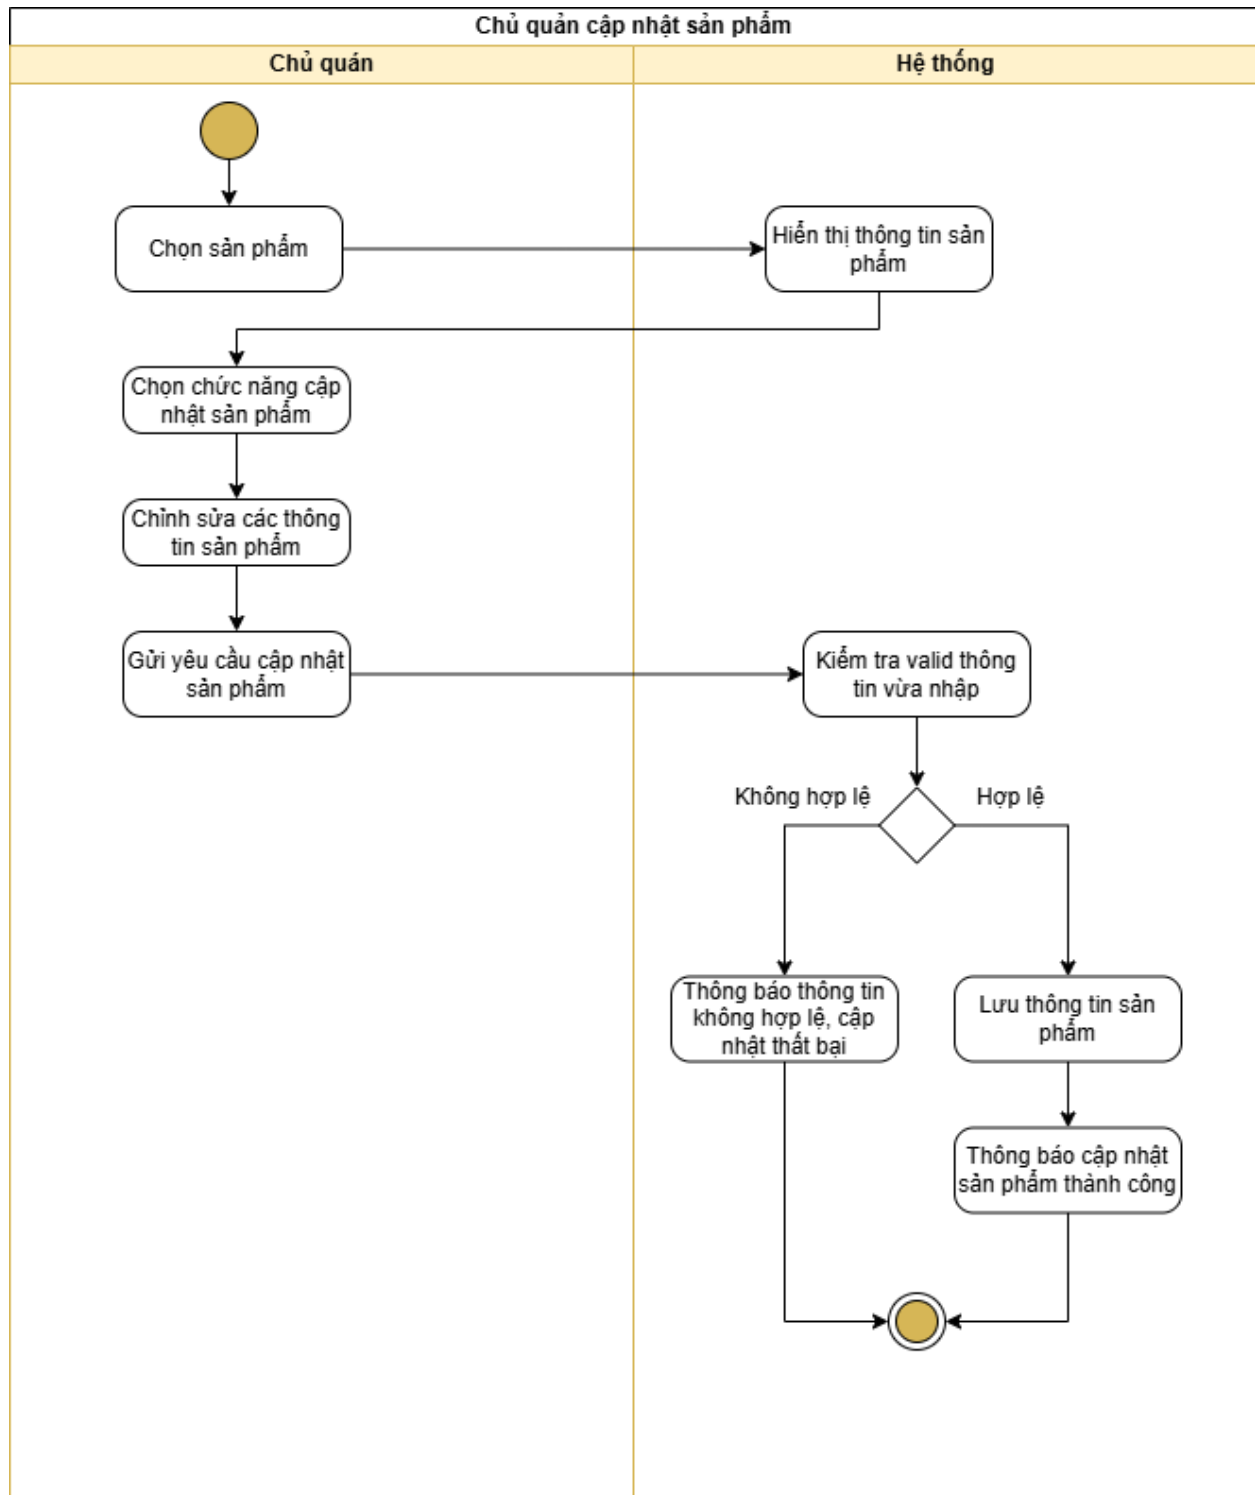 Chủ quản cập nhật sản phẩm
Chủ quán
Hệ thống
Chọn sản phẩm
Hiển thị thông tin sản
phẩm
Chọn chức năng cập
nhật sản phẩm
Chỉnh sửa các thông
tin sản phẩm
Gửi yêu cầu cập nhật
sản phẩm
Kiểm tra valid thông
tin vừa nhập
Không hợp lệ
Hợp lệ
Thông báo thông tin
không hợp lệ, cập
nhật thất bại
Lưu thông tin sản
phẩm
Thông báo cập nhật
sản phẩm thành công